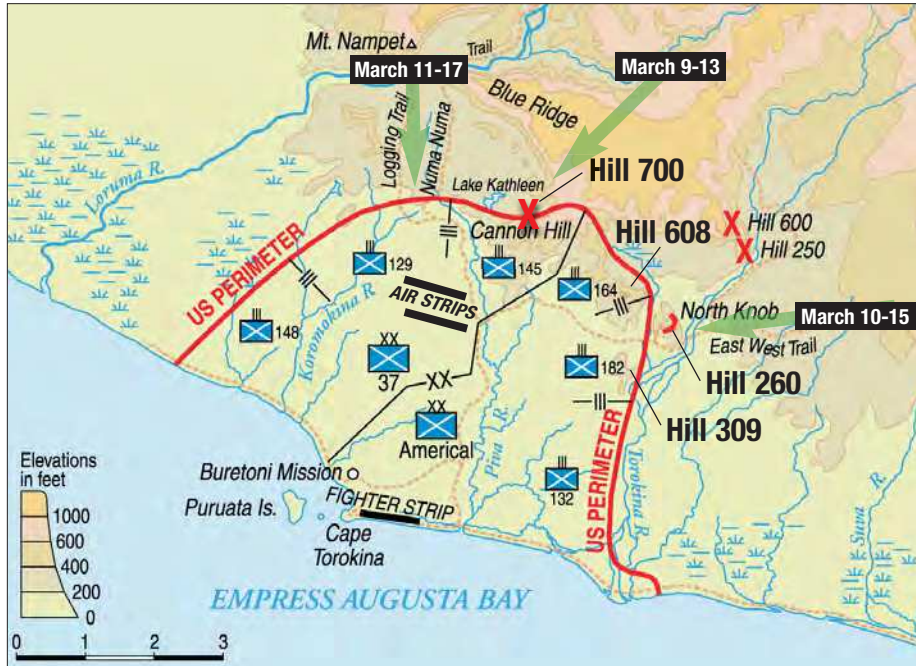 Mt. Nampet
Trail
March 11-17
March 9-13
Blue Ridge
Logging Trail
Numa Numa
Loruma R.
Lake Kathleen
Hill 700
Cannon Hill
Hill 600
Hill 250
Hill 608
US PERIMETER
129
145
164
AIR STRIPS
Koromokina R.
148
North Knob
March 10-15
East West Trail
XX
37
XX
182
Hill 260
XX
Americal
Piva R.
Hill 309
Elevations
in feet
1000
600
400
200
0
Buretoni Mission
Puruata Is.
FIGHTER STRIP
Cape
Torokina
132
US PERIMETER
Torokina R.
Suva R.
EMPRESS AUGUSTA BAY
0 1 2 3